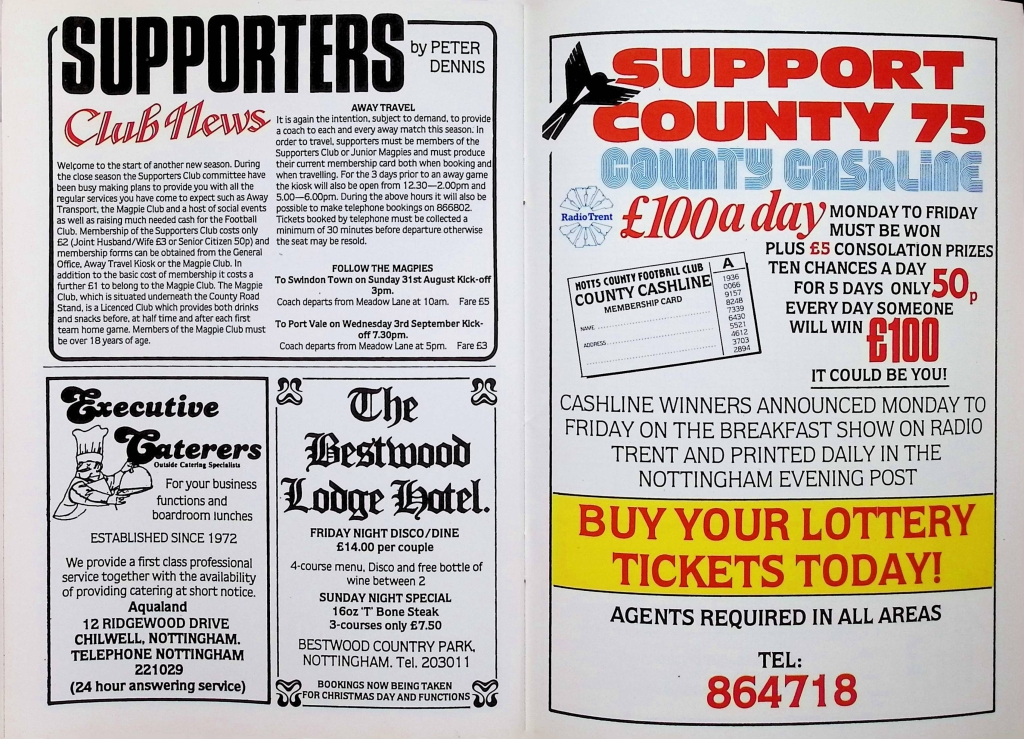 SUPPORTERS
by PETER
DENNIS
Club News
Welcome to the start of another new season. During
the close season the Supporters Club committee have
been busy making plans to provide you with all the
regular services you have come to expect such as Away
Transport, the Magpie Club and a host of social events
as well as raising much needed cash for the Football
Club. Membership of the Supporters Club costs only
£2 (Joint Husband/Wife £3 or Senior Citizen 50p) and
membership forms can be obtained from the General
Office, Away Travel Kiosk or the Magpie Club. In
addition to the basic cost of membership it costs a
further £1 to belong to the Magpie Club. The Magpie
Club, which is situated underneath the County Road
Stand, is a Licenced Club which provides both drinks
and snacks before, at half time and after each first
team home game. Members of the Magpie Club must
be over 18 years of age.
AWAY TRAVEL
It is again the intention, subject to demand, to provide
a coach to each and every away match this season. In
order to travel, supporters must be members of the
Supporters Club or Junior Magpies and must produce
their current membership card both when booking and
when travelling. For the 3 days prior to an away game
the kiosk will also be open from 12.30—2.00pm and
5.00—6.00pm. During the above hours it will also be
possible to make telephone bookings on 866802.
Tickets booked by telephone must be collected a
minimum of 30 minutes before departure otherwise
the seat may be resold.
FOLLOW THE MAGPIES
To Swindon Town on Sunday 31st August Kick-off
3pm.
Coach departs from Meadow Lane at 10am. Fare £5
To Port Vale on Wednesday 3rd September Kick-
off 7.30pm.
Coach departs from Meadow Lane at 5pm. Fare £3
Executive
Caterers
Outside Catering Specialists
For your business
functions and
boardroom lunches
ESTABLISHED SINCE 1972
We provide a first class professional
service together with the availability
of providing catering at short notice.
Aqualand
12 RIDGEWOOD DRIVE
CHILWELL, NOTTINGHAM.
TELEPHONE NOTTINGHAM
221029
(24 hour answering service)
The
Bestwood
Lodge Hotel.
FRIDAY NIGHT DISCO/DINE
£14.00 per couple
4-course menu, Disco and free bottle of
wine between 2
SUNDAY NIGHT SPECIAL
16oz 'T' Bone Steak
3-courses only £7.50
BESTWOOD COUNTRY PARK,
NOTTINGHAM. Tel. 203011
BOOKINGS NOW BEING TAKEN
FOR CHRISTMAS DAY AND FUNCTIONS
SUPPORT
COUNTY 75
COUNTY CASHLINE
Radio Trent
£100 a day
MONDAY TO FRIDAY
MUST BE WON
PLUS £5 CONSOLATION PRIZES
TEN CHANCES A DAY
FOR 5 DAYS ONLY 50p
EVERY DAY SOMEONE
WILL WIN £100
IT COULD BE YOU!
NOTTS COUNTY FOOTBALL CLUB
COUNTY CASHLINE
MEMBERSHIP CARD
NAME
ADDRESS
A
1936
0066
9157
8248
7339
6430
5521
4612
3703
2894
CASHLINE WINNERS ANNOUNCED MONDAY TO
FRIDAY ON THE BREAKFAST SHOW ON RADIO
TRENT AND PRINTED DAILY IN THE
NOTTINGHAM EVENING POST
BUY YOUR LOTTERY
TICKETS TODAY!
AGENTS REQUIRED IN ALL AREAS
TEL:
864718